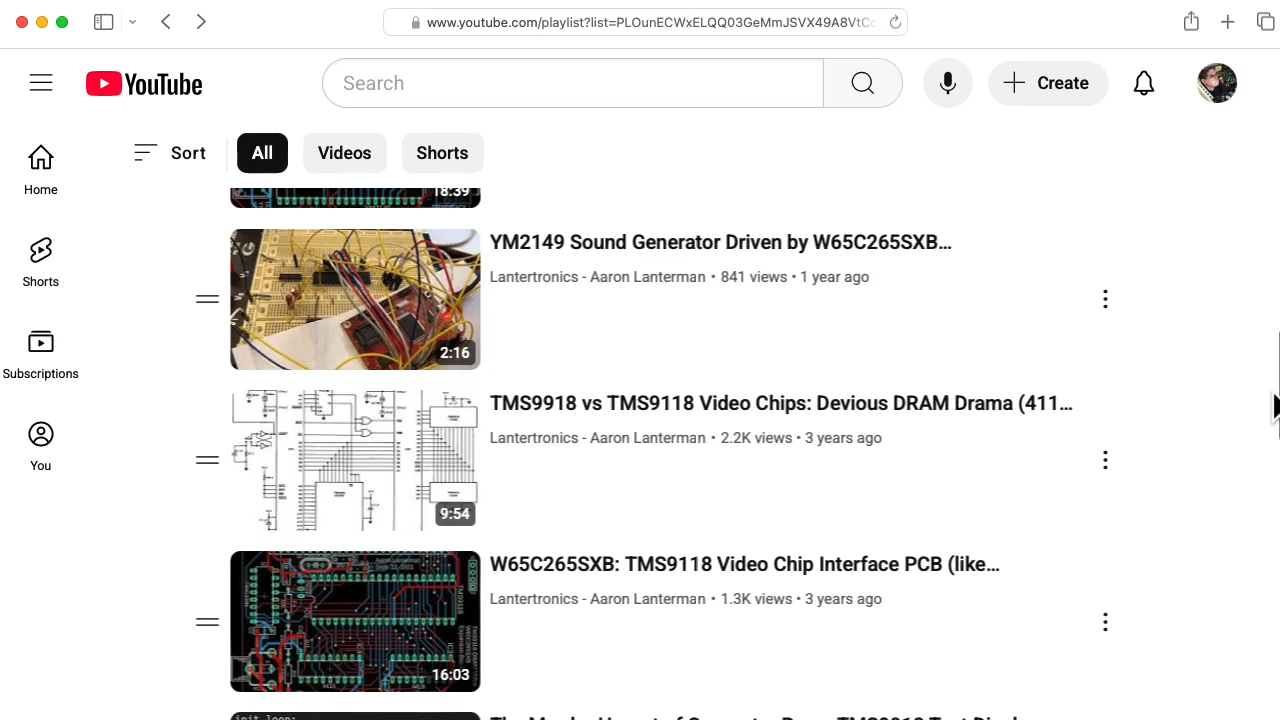 www.youtube.com/playlist?list=PLOunECWxELQQ03GeMmJSVX49A8VtC
YouTube
Search
Create
Sort
All
Videos
Shorts
Home
Shorts
Subscriptions
You
18:39
YM2149 Sound Generator Driven by W65C265SXB...
Lantertronics - Aaron Lanterman • 841 views • 1 year ago
2:16
TMS9918 vs TMS9118 Video Chips: Devious DRAM Drama (411...
Lantertronics - Aaron Lanterman • 2.2K views • 3 years ago
9:54
W65C265SXB: TMS9118 Video Chip Interface PCB (like...
Lantertronics - Aaron Lanterman • 1.3K views • 3 years ago
16:03